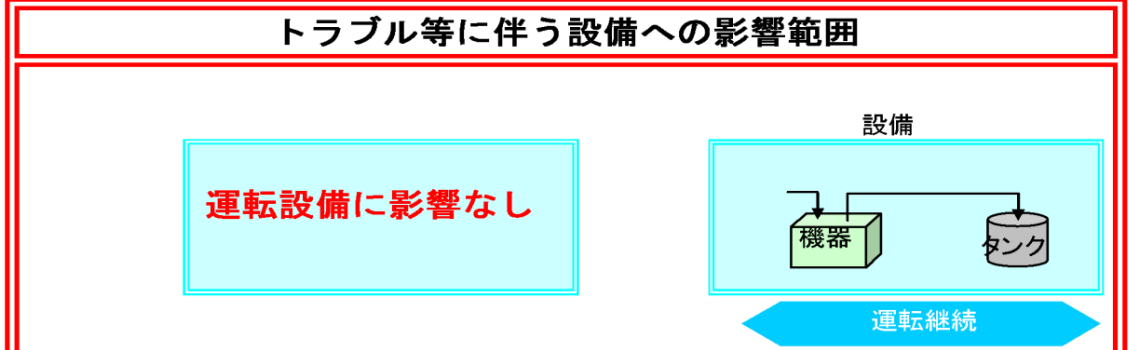 トラブル等に伴う設備への影響範囲
設備
運転設備に影響なし
機器
タンク
運転継続